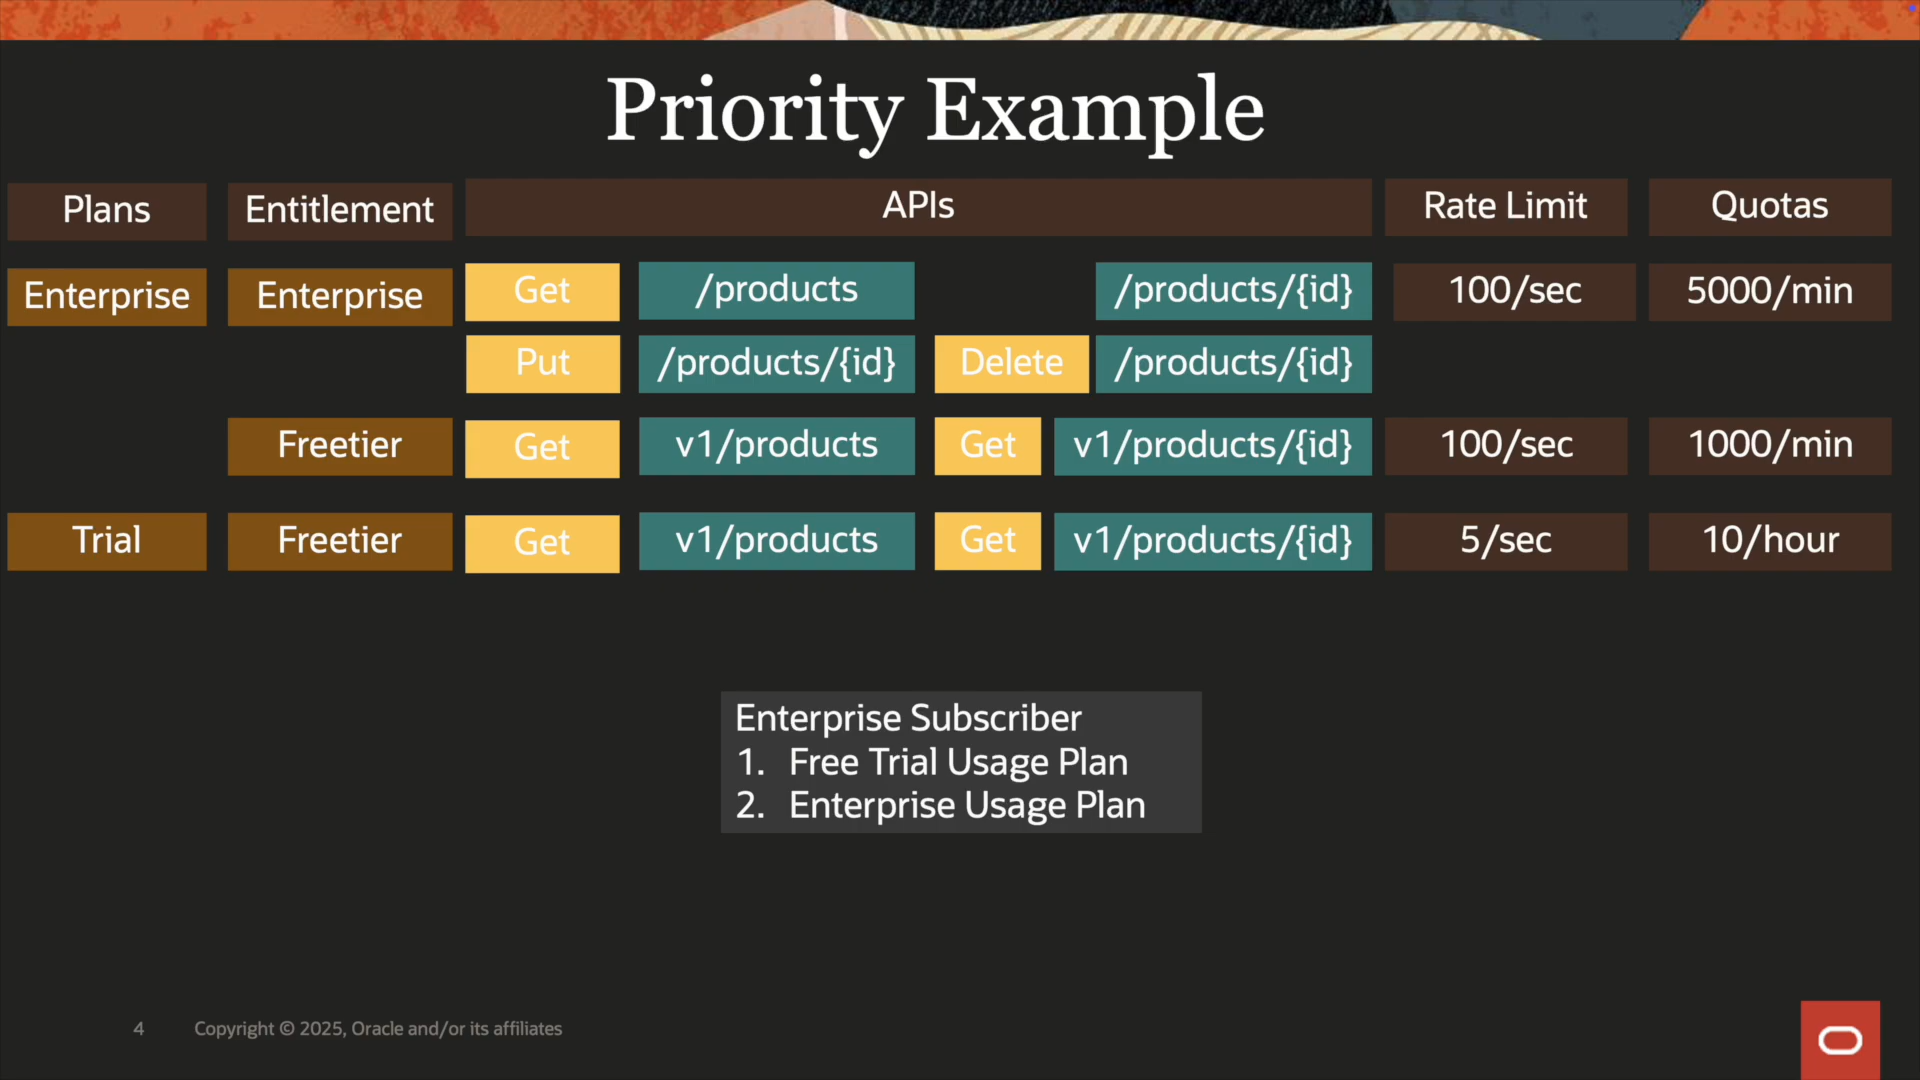 Priority Example
Plans Entitlement APIs Rate Limit Quotas
Enterprise Enterprise Get /products /products/{id} 100/sec 5000/min
Put /products/{id} Delete /products/{id}
Freetier Get v1/products Get v1/products/{id} 100/sec 1000/min
Trial Freetier Get v1/products Get v1/products/{id} 5/sec 10/hour
Enterprise Subscriber
1. Free Trial Usage Plan
2. Enterprise Usage Plan
4 Copyright © 2025, Oracle and/or its affiliates